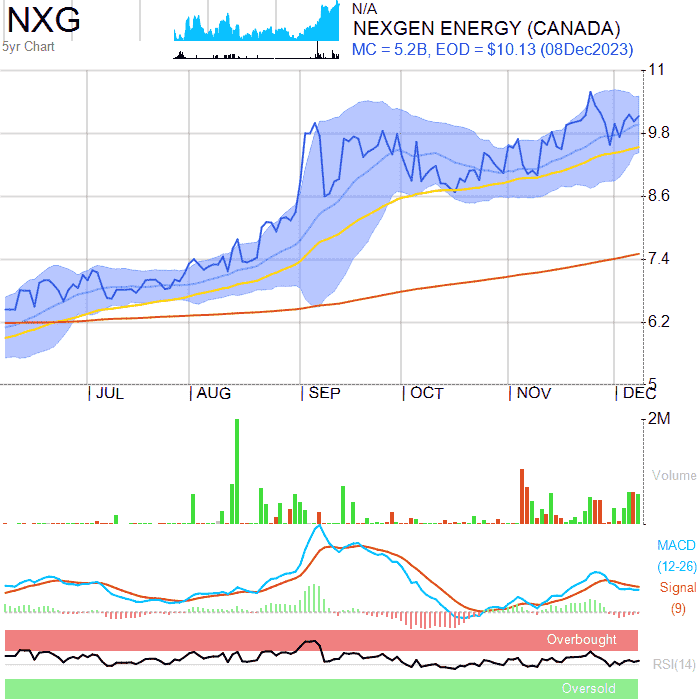 NXG
5yr Chart
N/A
NEXGEN ENERGY (CANADA)
MC = 5.2B, EOD = $10.13 (08Dec2023)
11
9.8
8.6
7.4
6.2
5
JUL AUG SEP OCT NOV DEC
2M
Volume
MACD
(12-26)
Signal
(9)
Overbought
RSI(14)
Oversold